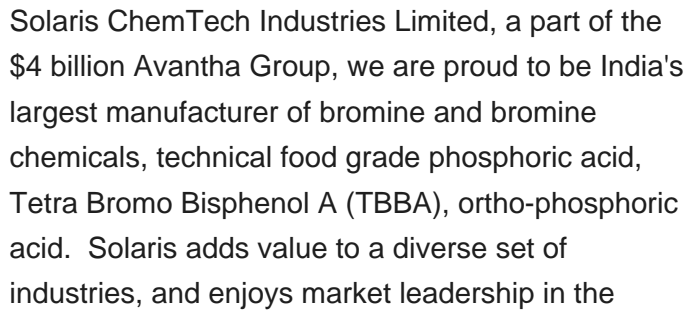 Solaris ChemTech Industries Limited, a part of the
$4 billion Avantha Group, we are proud to be India's
largest manufacturer of bromine and bromine
chemicals, technical food grade phosphoric acid,
Tetra Bromo Bisphenol A (TBBA), ortho-phosphoric
acid.  Solaris adds value to a diverse set of
industries, and enjoys market leadership in the